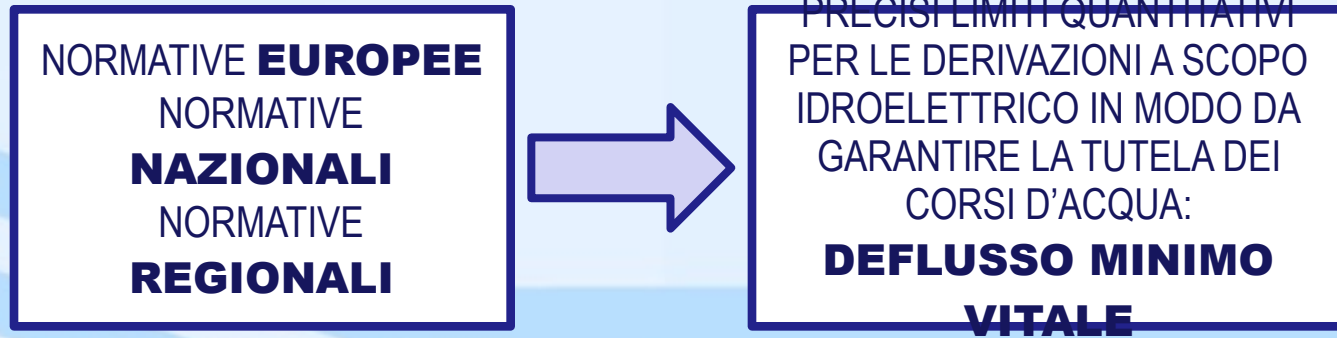 NORMATIVE EUROPEE
NORMATIVE
NAZIONALI
NORMATIVE
REGIONALI
PRECISI LIMITI QUANTITATIVI
PER LE DERIVAZIONI A SCOPO
IDROELETTRICO IN MODO DA
GARANTIRE LA TUTELA DEI
CORSI D’ACQUA:
DEFLUSSO MINIMO
VITALE